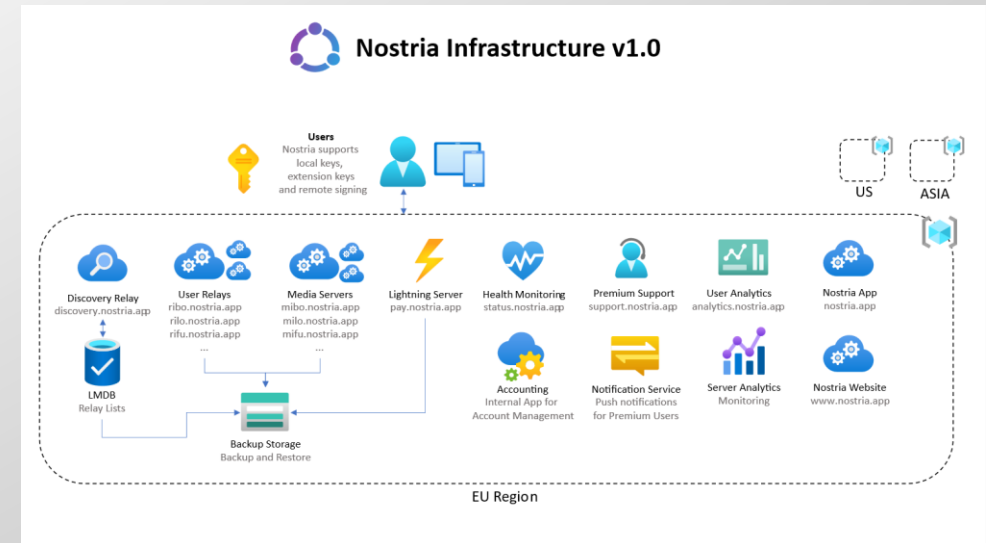 Nostria Infrastructure v1.0
Users
Nostria supports
local keys,
extension keys
and remote signing
US
ASIA
Discovery Relay
discovery.nostria.app
User Relays
ribo.nostria.app
rilo.nostria.app
rifu.nostria.app
...
Media Servers
mibo.nostria.app
milo.nostria.app
mifu.nostria.app
...
Lightning Server
pay.nostria.app
Health Monitoring
status.nostria.app
Premium Support
support.nostria.app
User Analytics
analytics.nostria.app
Nostria App
nostria.app
LMDB
Relay Lists
Backup Storage
Backup and Restore
Accounting
Internal App for
Account Management
Notification Service
Push notifications
for Premium Users
Server Analytics
Monitoring
Nostria Website
www.nostria.app
EU Region